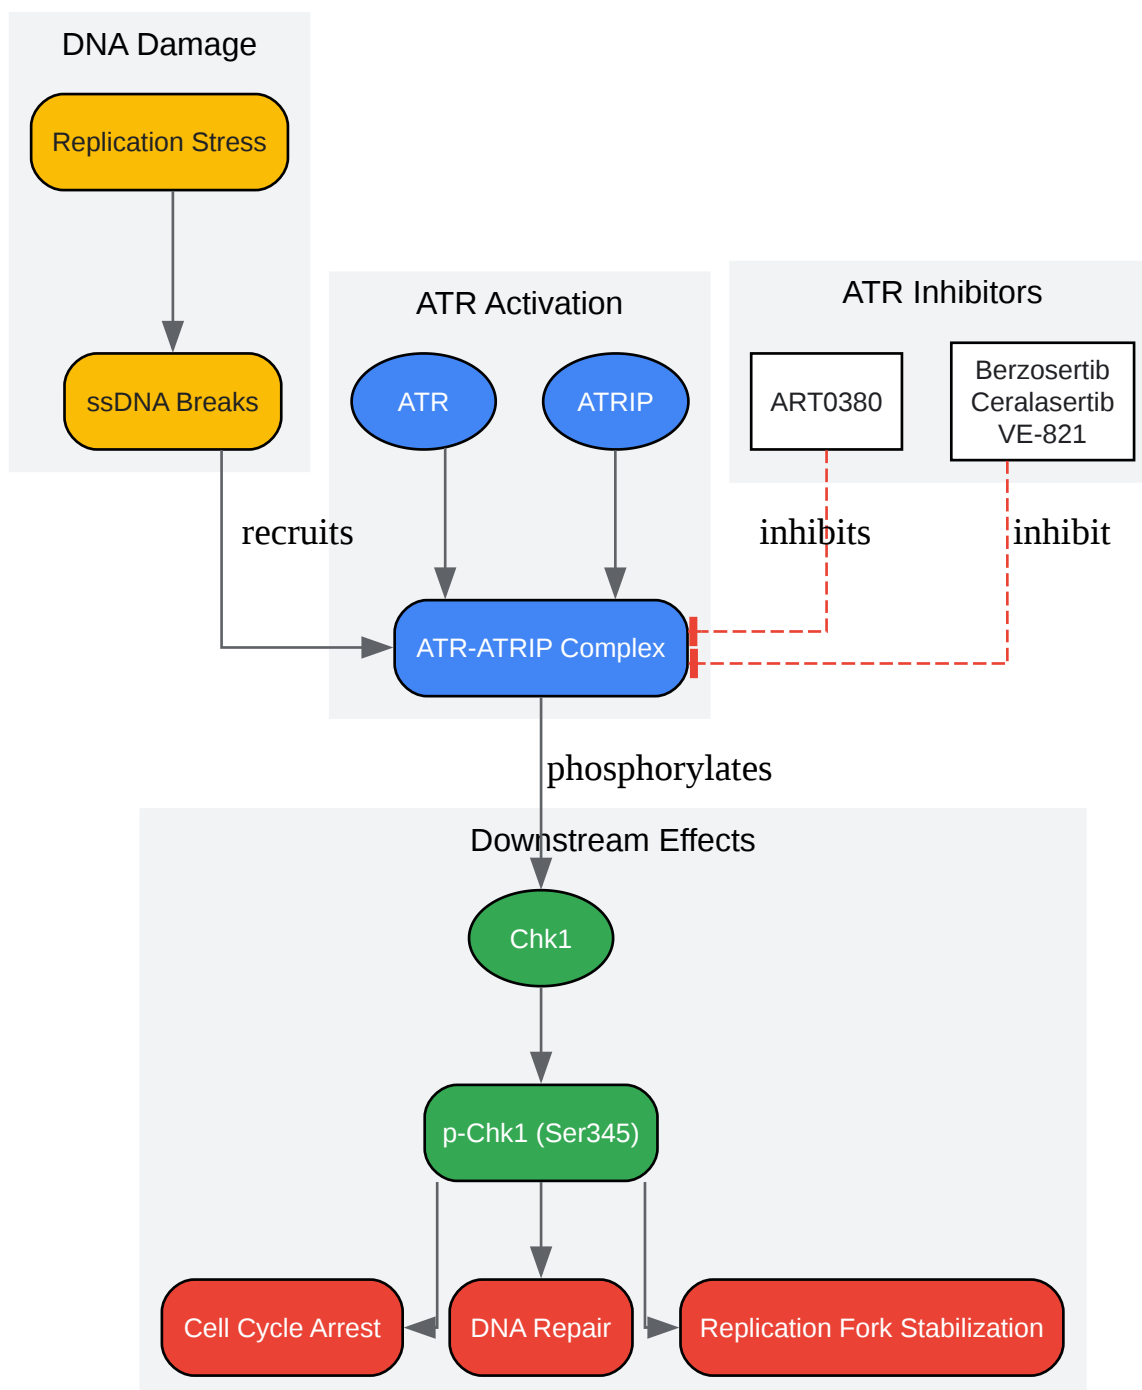 DNA Damage
Replication Stress
ssDNA Breaks
recruits
ATR Activation
ATR
ATRIP
ATR-ATRIP Complex
ATR Inhibitors
ART0380
Berzosertib
Ceralasertib
VE-821
inhibits
inhibit
phosphorylates
Downstream Effects
Chk1
p-Chk1 (Ser345)
Cell Cycle Arrest
DNA Repair
Replication Fork Stabilization